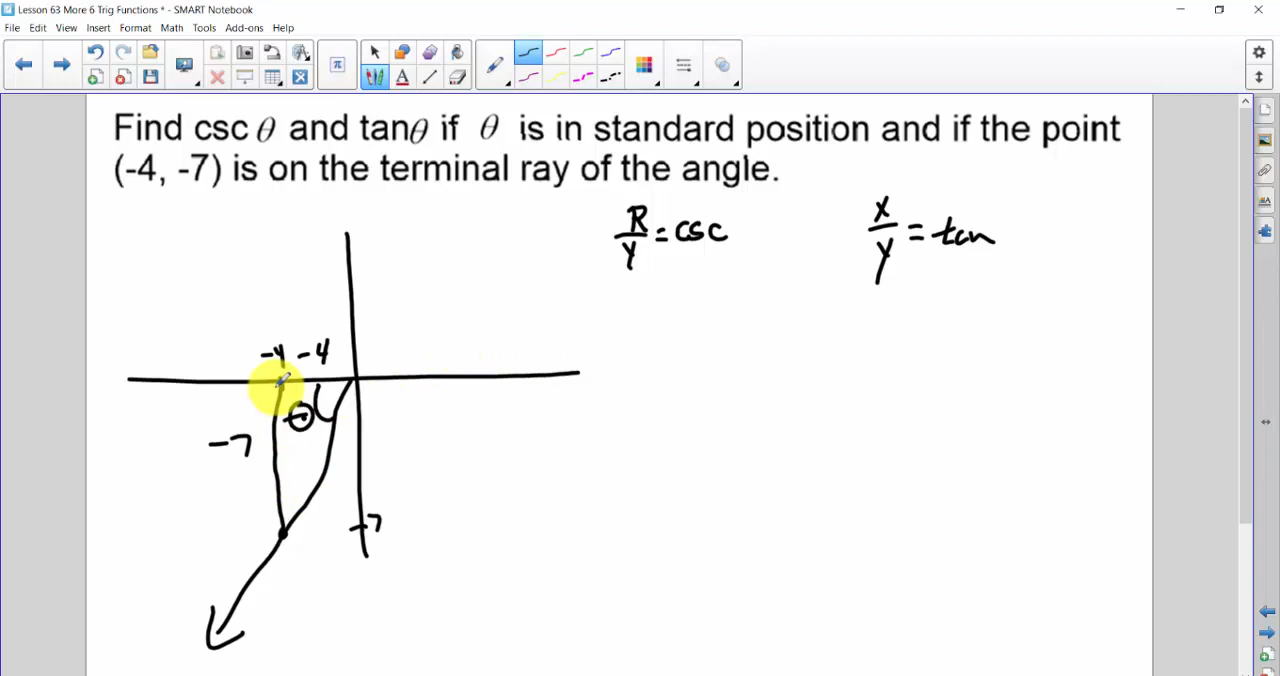 Lesson 63 More 6 Trig Functions * - SMART Notebook
File Edit View Insert Format Math Tools Add-ons Help
Find csc θ and tanθ if θ is in standard position and if the point
(-4, -7) is on the terminal ray of the angle.
R/Y = csc
x/y = tan
-4 -4
θ
-7
-7